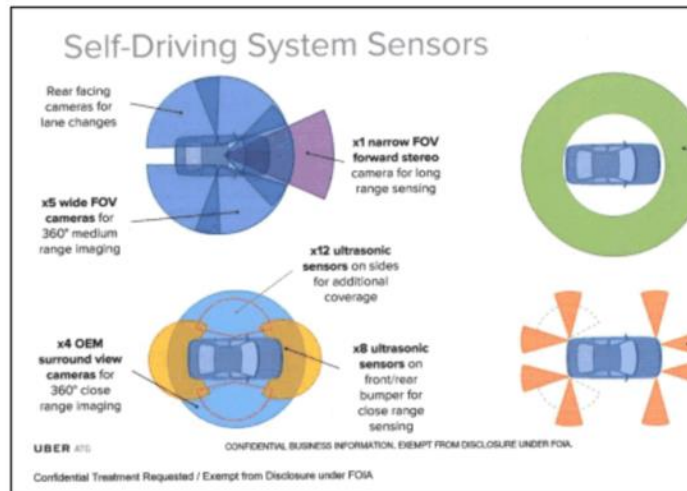 Self-Driving System Sensors
Rear facing
cameras for
lane changes
x1 narrow FOV
forward stereo
camera for long
range sensing
x5 wide FOV
cameras for
360° medium
range imaging
x12 ultrasonic
sensors on sides
for additional
coverage
x4 OEM
surround view
cameras for
360° close
range imaging
x8 ultrasonic
sensors on
front/rear
bumper for
close range
sensing
UBER ATG
CONFIDENTIAL BUSINESS INFORMATION, EXEMPT FROM DISCLOSURE UNDER FOIA.
Confidential Treatment Requested / Exempt from Disclosure under FOIA